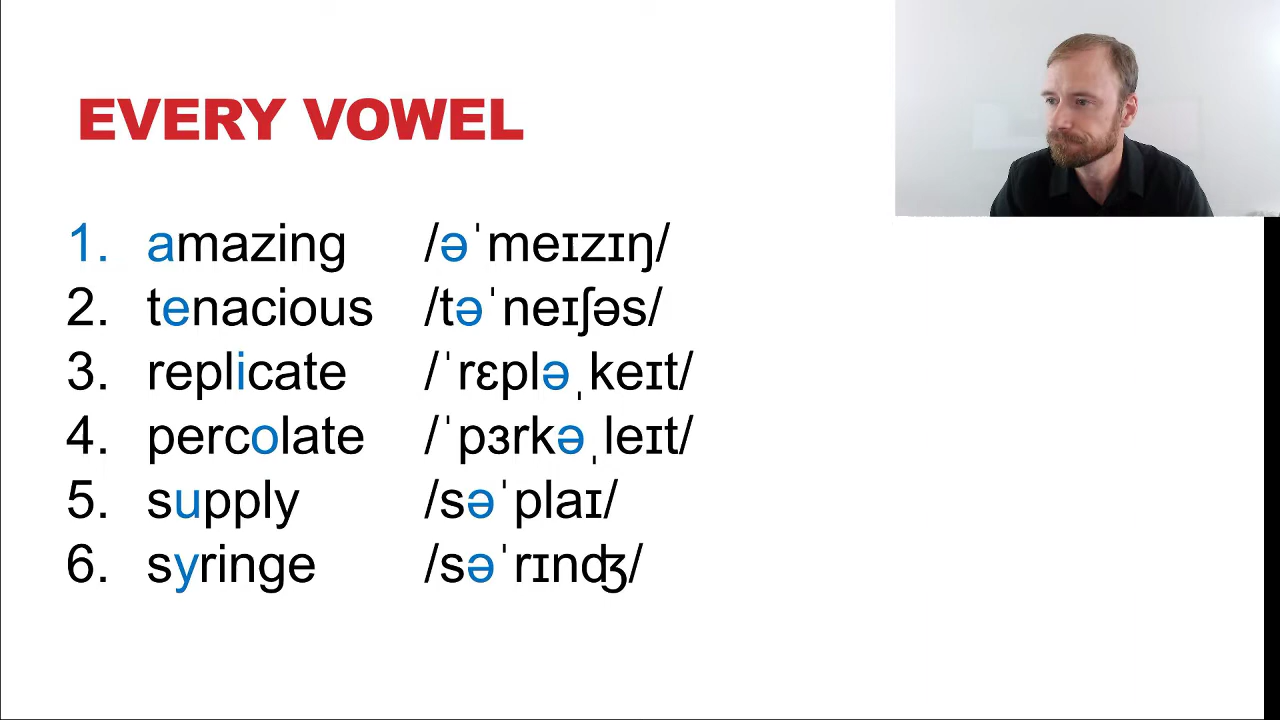 EVERY VOWEL
1. amazing /əˈmeɪzɪŋ/
2. tenacious /təˈneɪʃəs/
3. replicate /ˈrɛpləˌkeɪt/
4. percolate /ˈpɜrkəˌleɪt/
5. supply /səˈplaɪ/
6. syringe /səˈrɪnʤ/